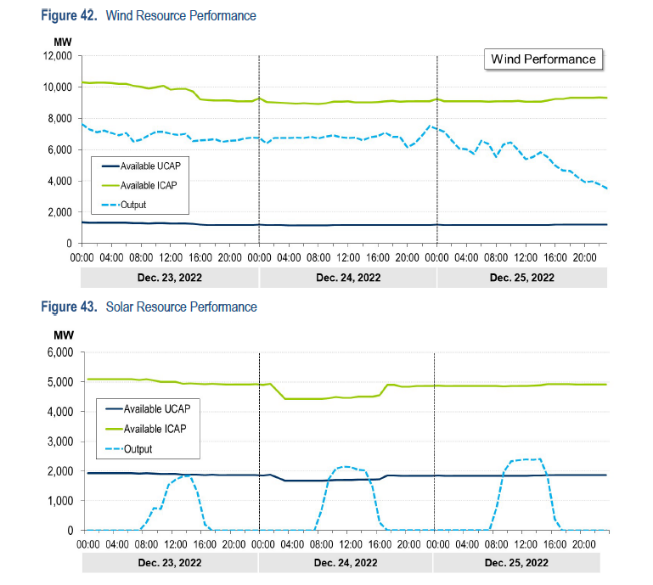 Figure 42. Wind Resource Performance
MW
Wind Performance
12,000
10,000
8,000
6,000
4,000
2,000
0
Available UCAP
Available ICAP
Output
00:00 04:00 08:00 12:00 16:00 20:00 00:00 04:00 08:00 12:00 16:00 20:00 00:00 04:00 08:00 12:00 16:00 20:00
Dec. 23, 2022 Dec. 24, 2022 Dec. 25, 2022
Figure 43. Solar Resource Performance
MW
6,000
5,000
4,000
3,000
2,000
1,000
0
Available UCAP
Available ICAP
Output
00:00 04:00 08:00 12:00 16:00 20:00 00:00 04:00 08:00 12:00 16:00 20:00 00:00 04:00 08:00 12:00 16:00 20:00
Dec. 23, 2022 Dec. 24, 2022 Dec. 25, 2022